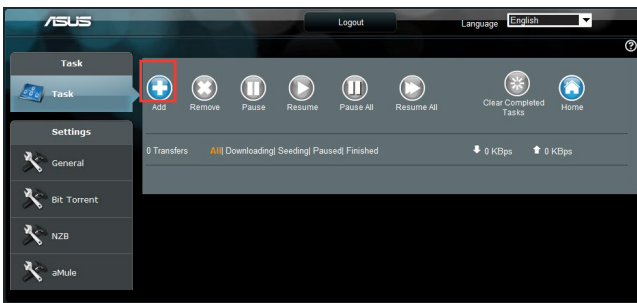 ASUS
Logout
Language English
Task
Task
Settings
General
Bit Torrent
NZB
aMule
Add
Remove
Pause
Resume
Pause All
Resume All
Clear Completed
Tasks
Home
0 Transfers All| Downloading| Seeding| Paused| Finished 0 KBps 0 KBps